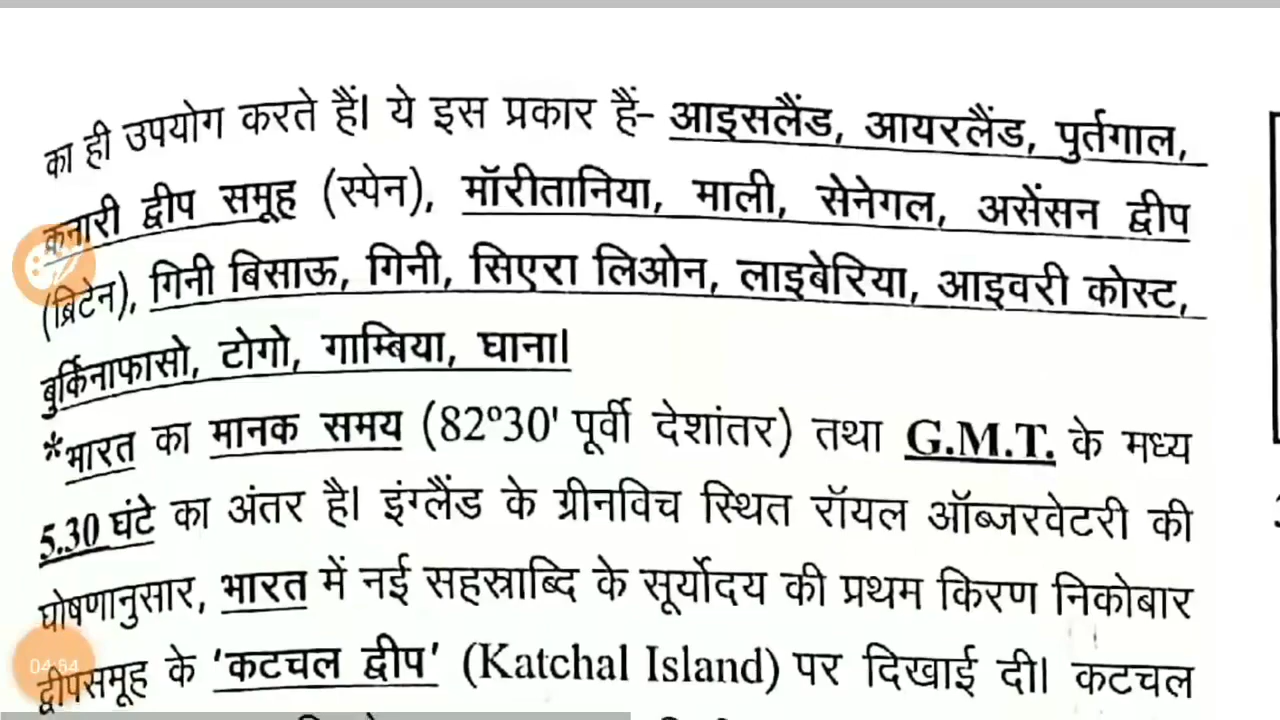 का ही उपयोग करते हैं। ये इस प्रकार हैं- आइसलैंड, आयरलैंड, पुर्तगाल,
कनारी द्वीप समूह (स्पेन), मॉरीतानिया, माली, सेनेगल, असेंसन द्वीप
(ब्रिटेन), गिनी बिसाऊ, गिनी, सिएरा लिओन, लाइबेरिया, आइवरी कोस्ट,
बुर्किनाफासो, टोगो, गाम्बिया, घाना।
*भारत का मानक समय (82º30' पूर्वी देशांतर) तथा G.M.T. के मध्य
5.30 घंटे का अंतर है। इंग्लैंड के ग्रीनविच स्थित रॉयल ऑब्जरवेटरी की
घोषणानुसार, भारत में नई सहस्राब्दि के सूर्योदय की प्रथम किरण निकोबार
द्वीपसमूह के 'कटचल द्वीप' (Katchal Island) पर दिखाई दी। कटचल